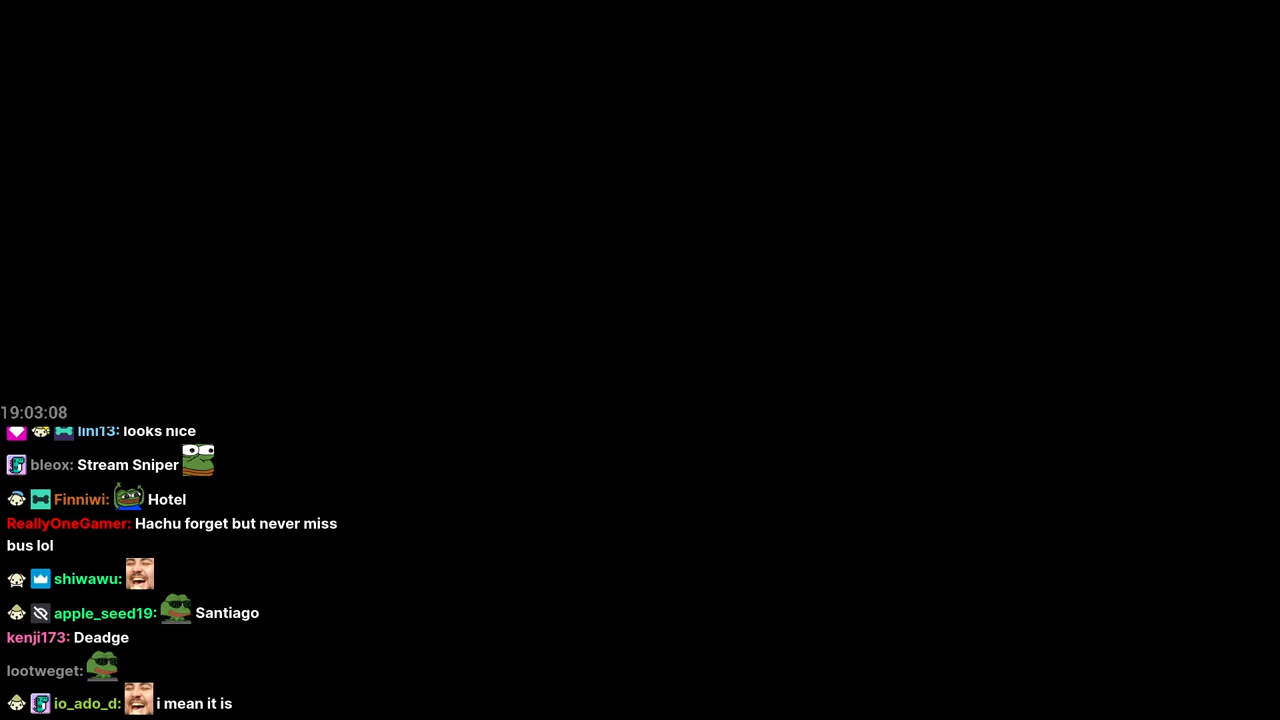 19:03:08
lini13: looks nice
bleox: Stream Sniper
Finniwi: Hotel
ReallyOneGamer: Hachu forget but never miss
bus lol
shiwawu:
apple_seed19: Santiago
kenji173: Deadge
lootweget:
io_ado_d: i mean it is